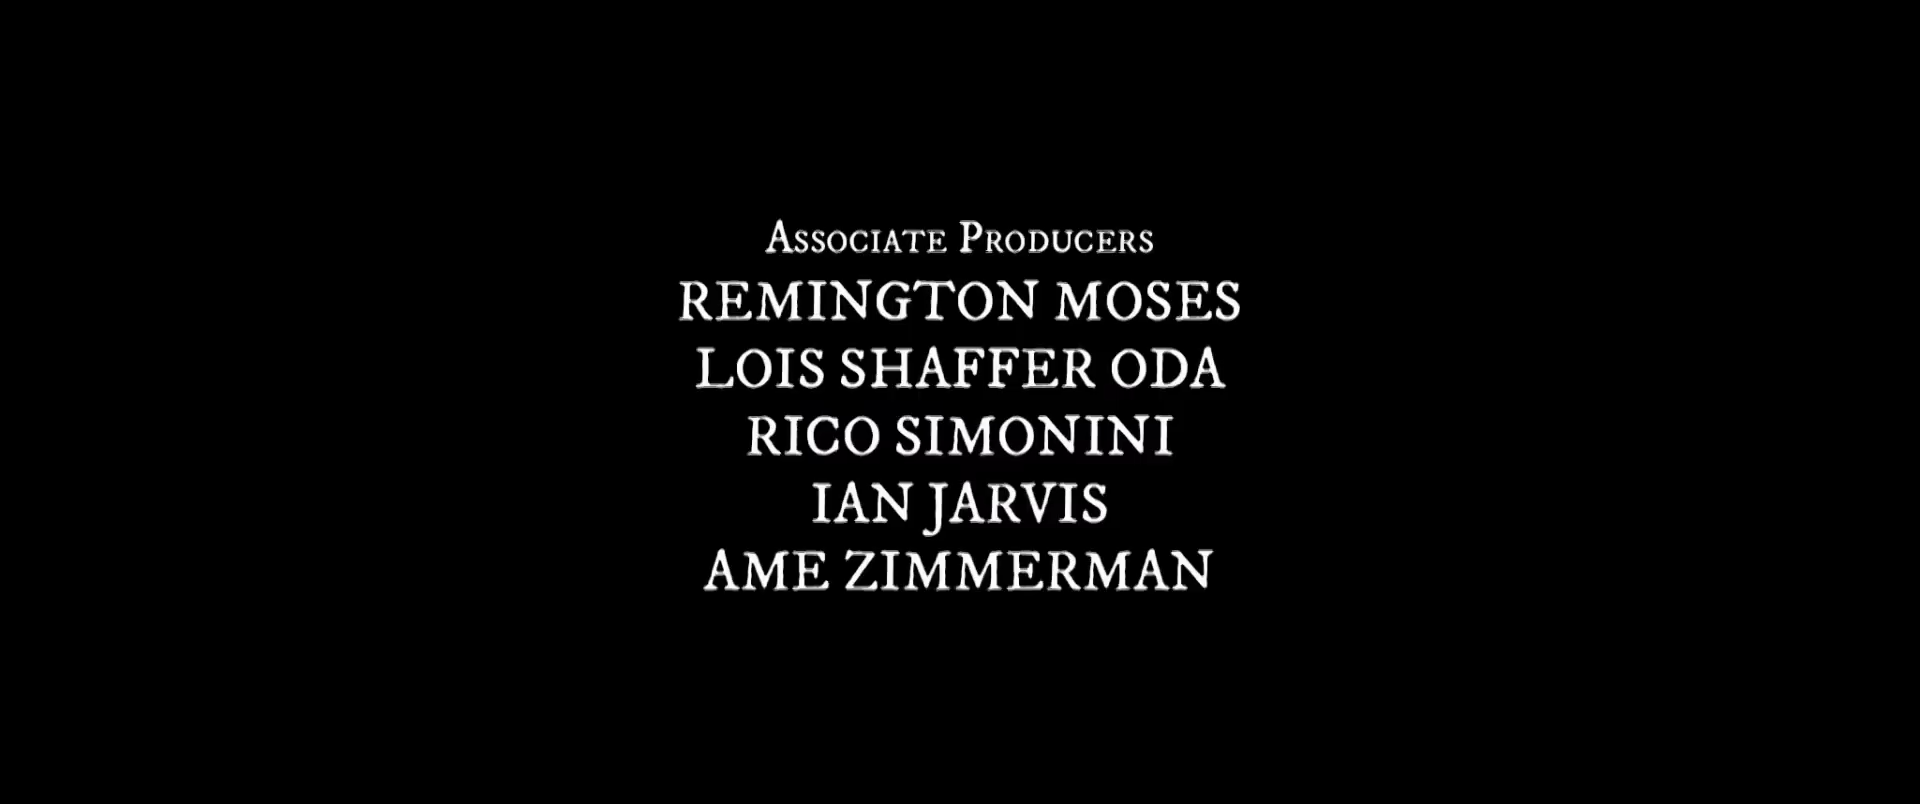 Associate Producers
REMINGTON MOSES
LOIS SHAFFER ODA
RICO SIMONINI
IAN JARVIS
AME ZIMMERMAN